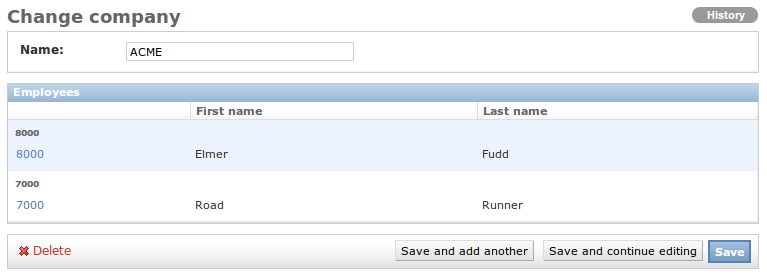 Change company
History
Name: ACME
Employees
First name Last name
8000
8000 Elmer Fudd
7000
7000 Road Runner
Delete Save and add another Save and continue editing Save